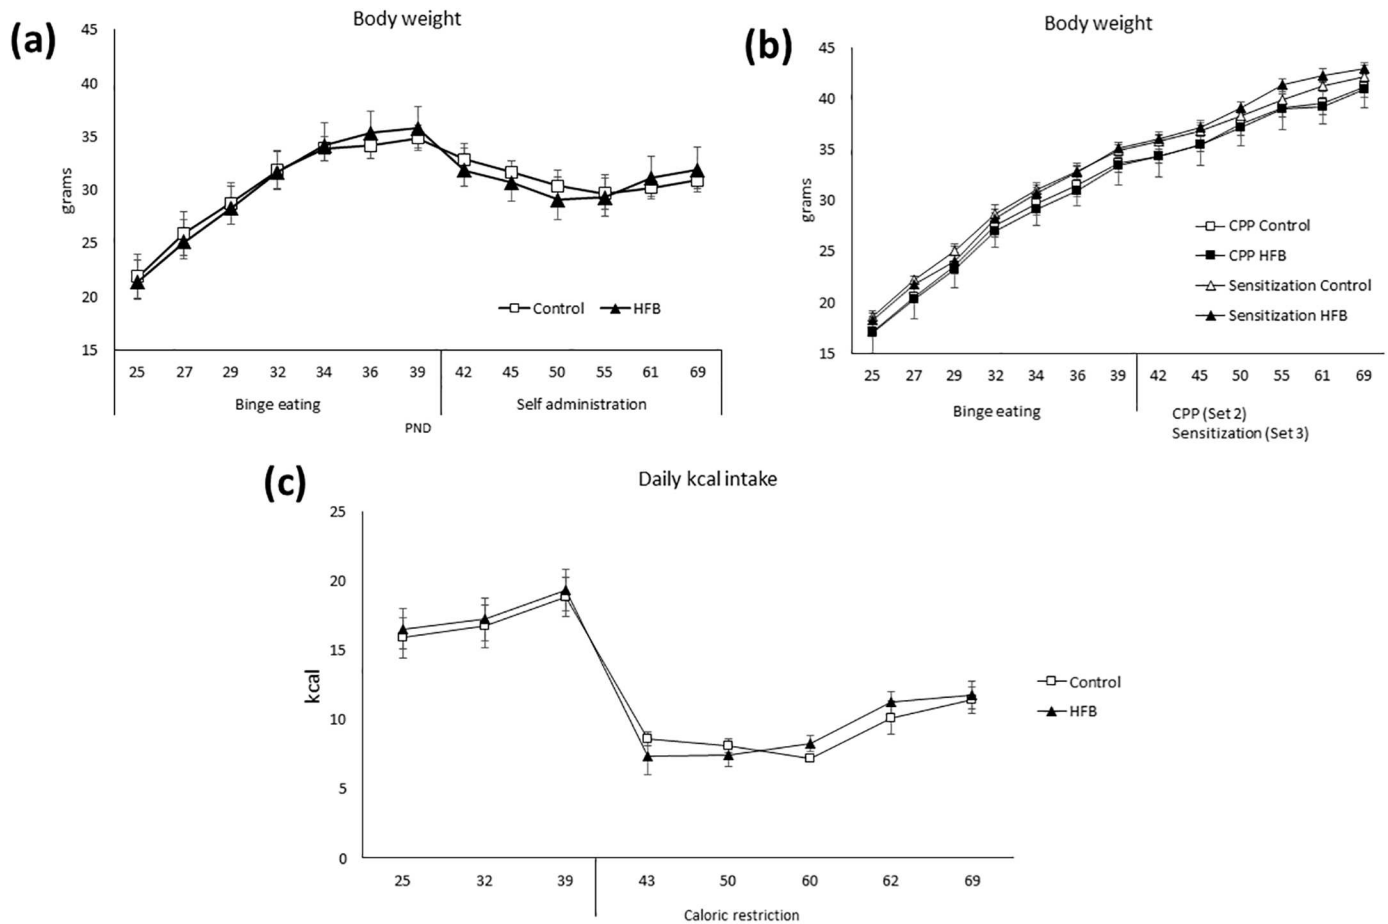 (a)
Body weight
45
40
35
30
25
20
15
grams
Control HFB
25 27 29 32 34 36 39 42 45 50 55 61 69
Binge eating Self administration
PND
(b)
Body weight
45
40
35
30
25
20
15
grams
CPP Control
CPP HFB
Sensitization Control
Sensitization HFB
25 27 29 32 34 36 39 42 45 50 55 61 69
Binge eating CPP (Set 2)
Sensitization (Set 3)
(c)
Daily kcal intake
25
20
15
10
5
0
kcal
Control
HFB
25 32 39 43 50 60 62 69
Caloric restriction